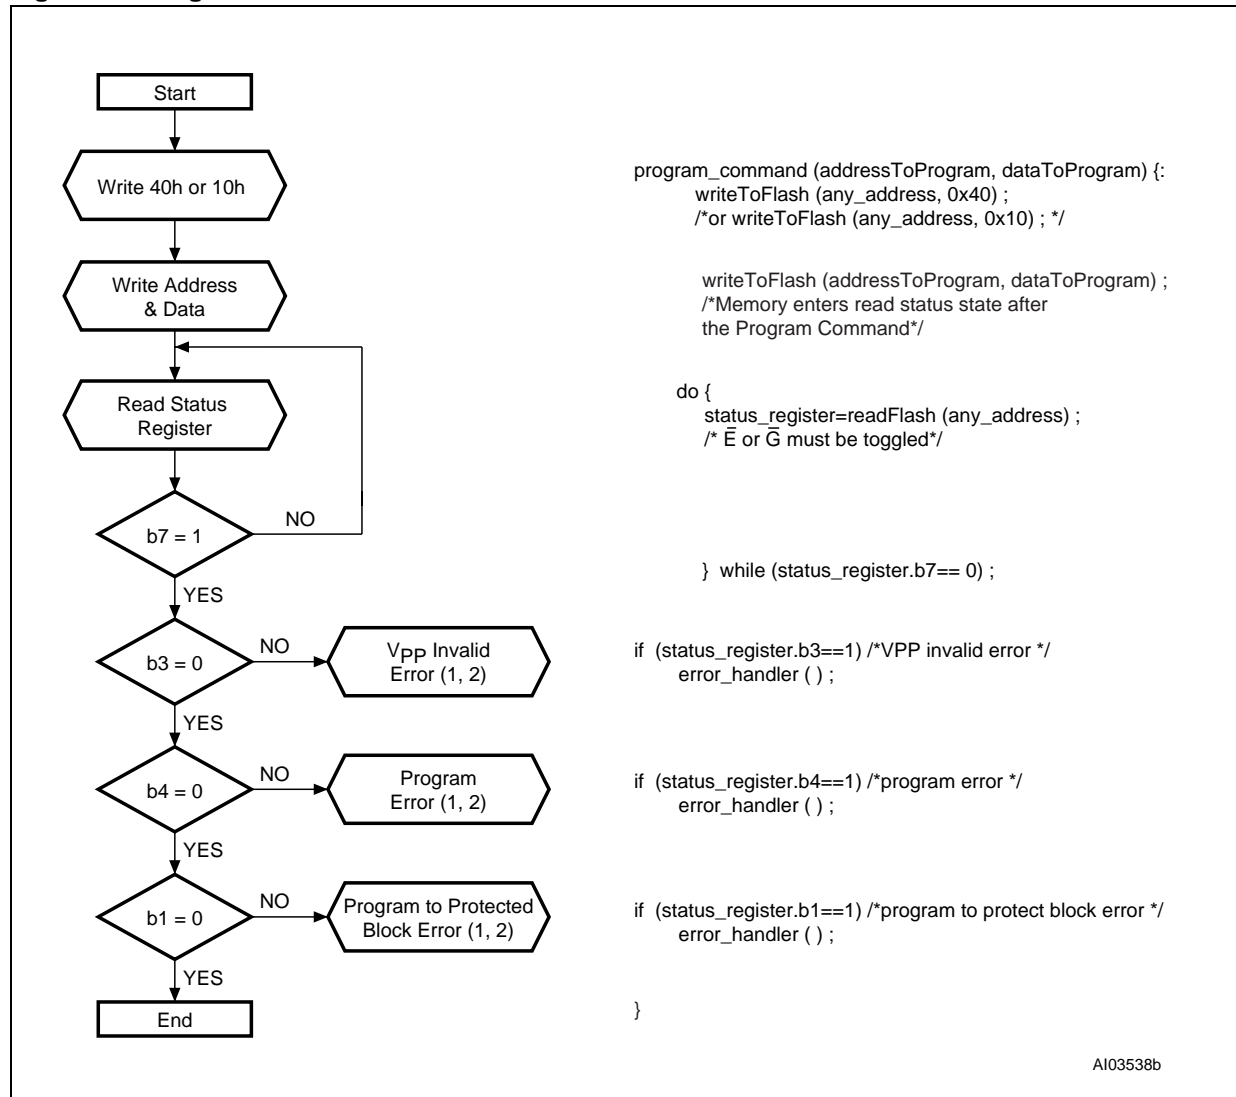 Start
Write 40h or 10h
Write Address
& Data
Read Status
Register
b7 = 1
NO
YES
b3 = 0
NO
VPP Invalid
Error (1, 2)
YES
b4 = 0
NO
Program
Error (1, 2)
YES
b1 = 0
NO
Program to Protected
Block Error (1, 2)
YES
End
program_command (addressToProgram, dataToProgram) {:
writeToFlash (any_address, 0x40) ;
/*or writeToFlash (any_address, 0x10) ; */
writeToFlash (addressToProgram, dataToProgram) ;
/*Memory enters read status state after
the Program Command*/
do {
status_register=readFlash (any_address) ;
/* E̅ or G̅ must be toggled*/
} while (status_register.b7== 0) ;
if (status_register.b3==1) /*VPP invalid error */
error_handler ( ) ;
if (status_register.b4==1) /*program error */
error_handler ( ) ;
if (status_register.b1==1) /*program to protect block error */
error_handler ( ) ;
}
AI03538b